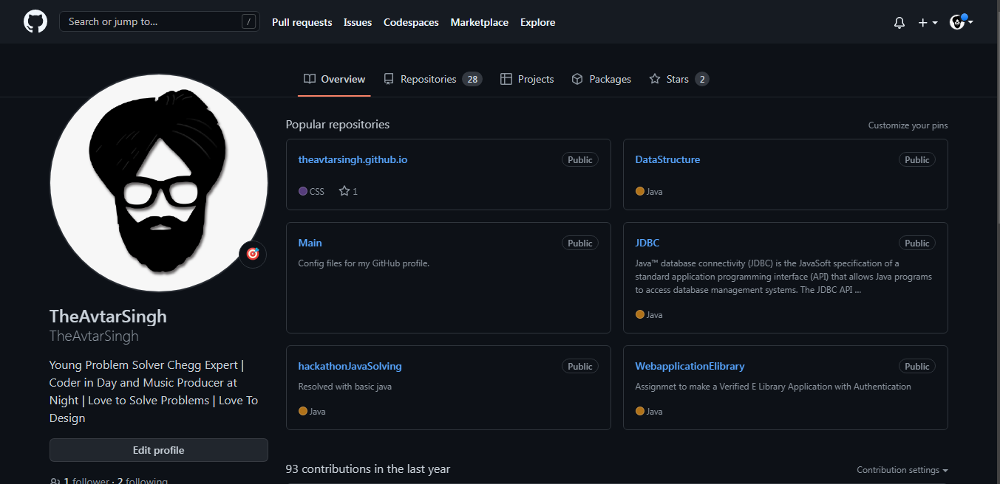 Search or jump to... /
Pull requests Issues Codespaces Marketplace Explore
Overview Repositories 28 Projects Packages Stars 2
TheAvtarSingh
TheAvtarSingh
Young Problem Solver Chegg Expert |
Coder in Day and Music Producer at
Night | Love to Solve Problems | Love To
Design
Edit profile
1 follower · 2 following
Popular repositories
Customize your pins
theavtarsingh.github.io Public
CSS 1
DataStructure Public
Java
Main Public
Config files for my GitHub profile.
JDBC Public
Java™ database connectivity (JDBC) is the JavaSoft specification of a
standard application programming interface (API) that allows Java programs
to access database management systems. The JDBC API ...
Java
hackathonJavaSolving Public
Resolved with basic java
Java
WebapplicationElibrary Public
Assignmet to make a Verified E Library Application with Authentication
Java
93 contributions in the last year
Contribution settings